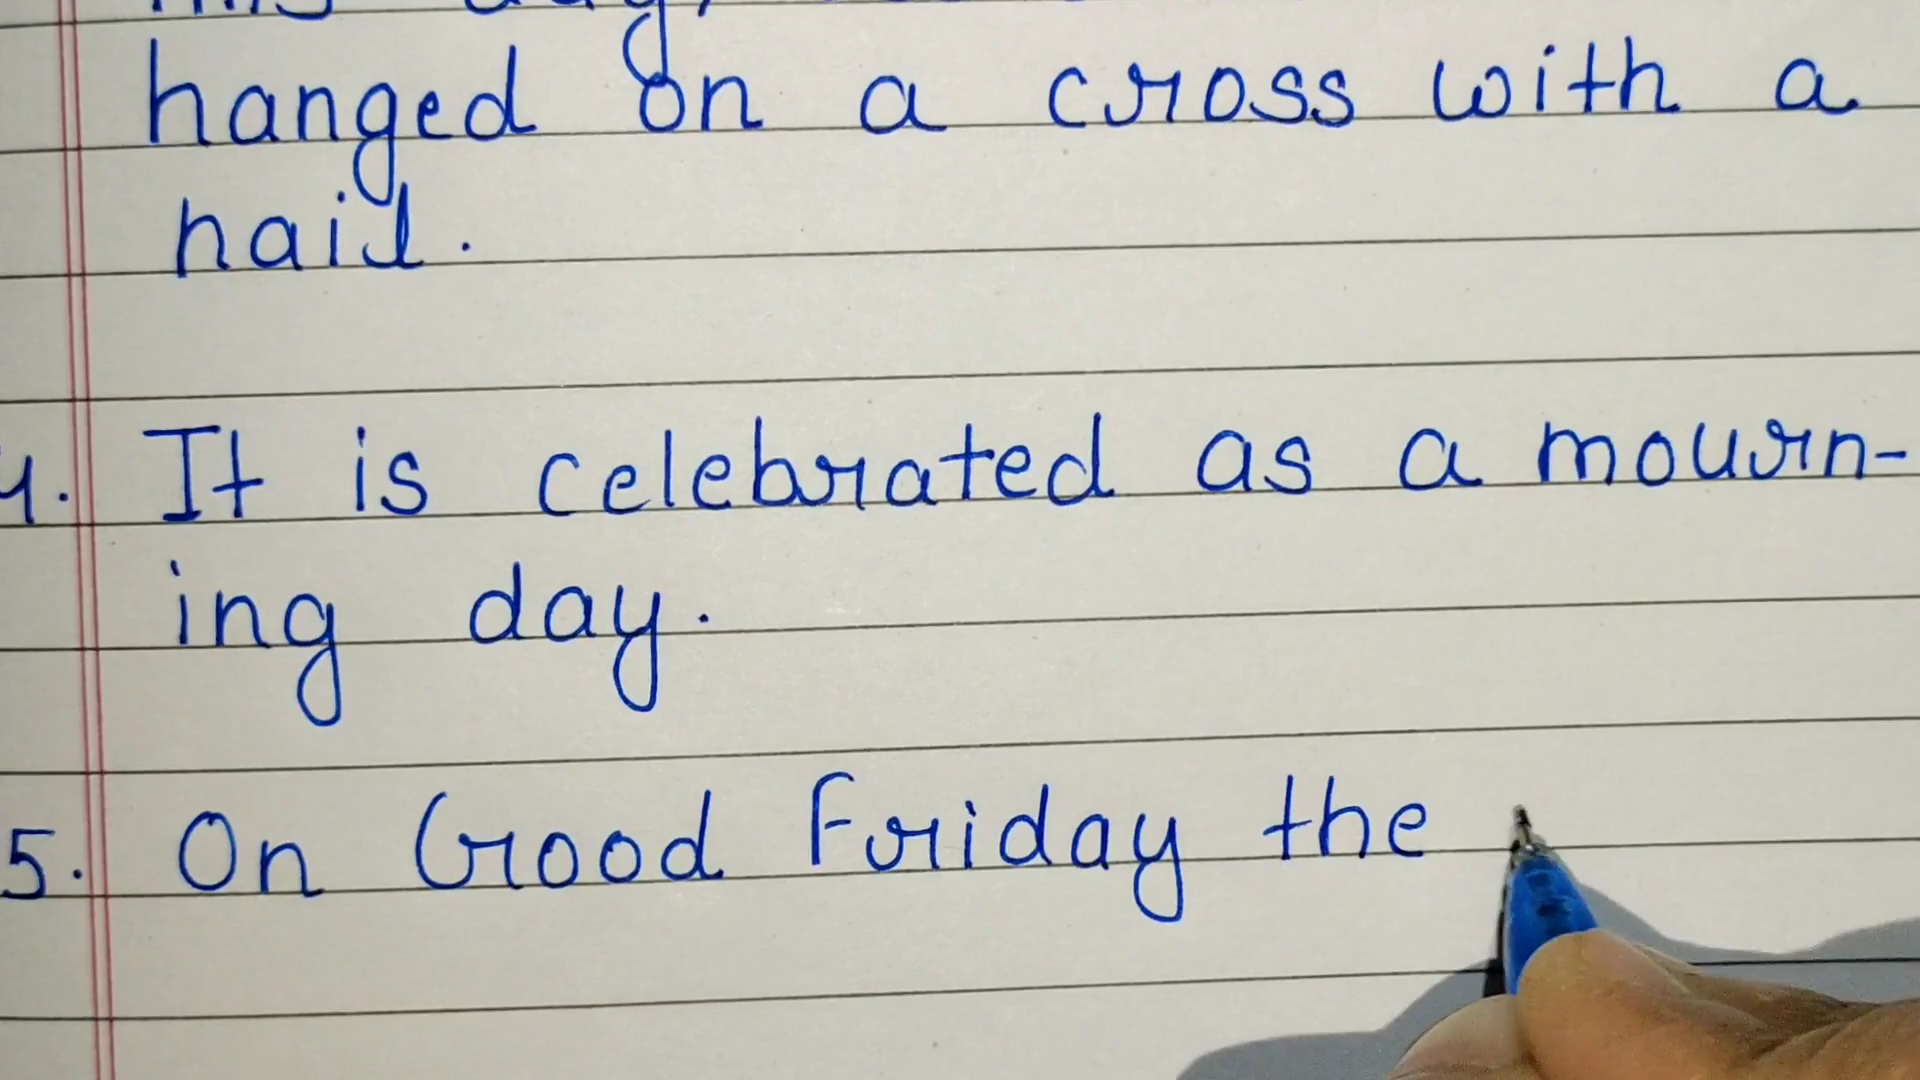 hanged on a cross with a
nail.
4. It is celebrated as a mourn-
ing day.
5. On Good Friday the